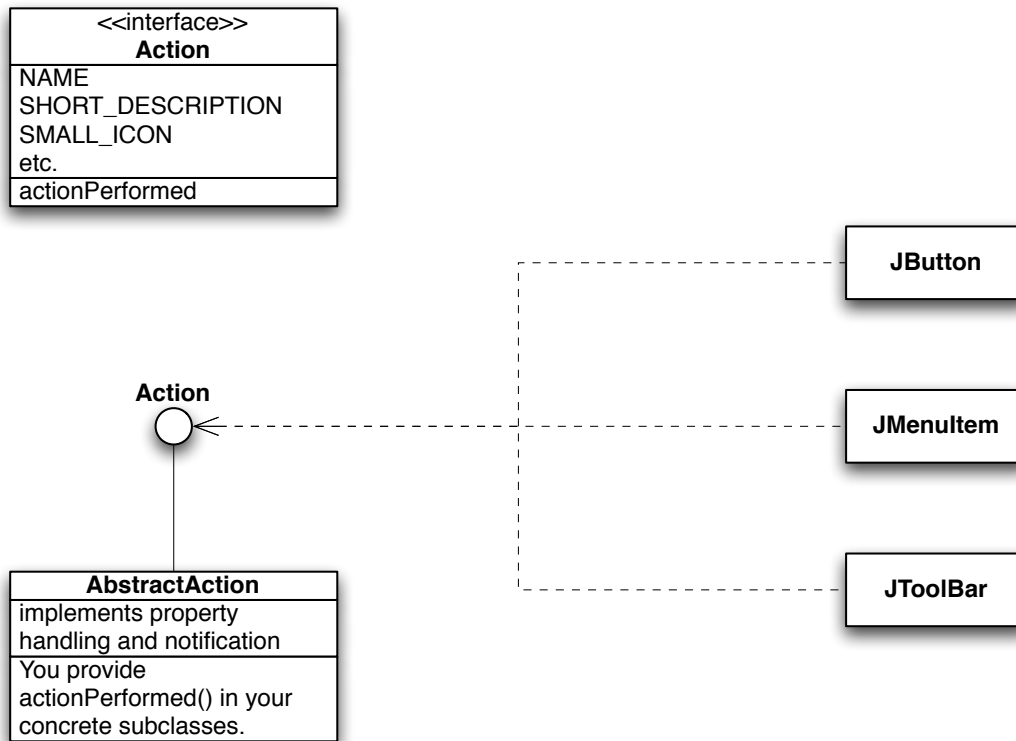 <<interface>>
Action
NAME
SHORT_DESCRIPTION
SMALL_ICON
etc.
actionPerformed
JButton
Action
JMenuItem
JToolBar
AbstractAction
implements property
handling and notification
You provide
actionPerformed() in your
concrete subclasses.